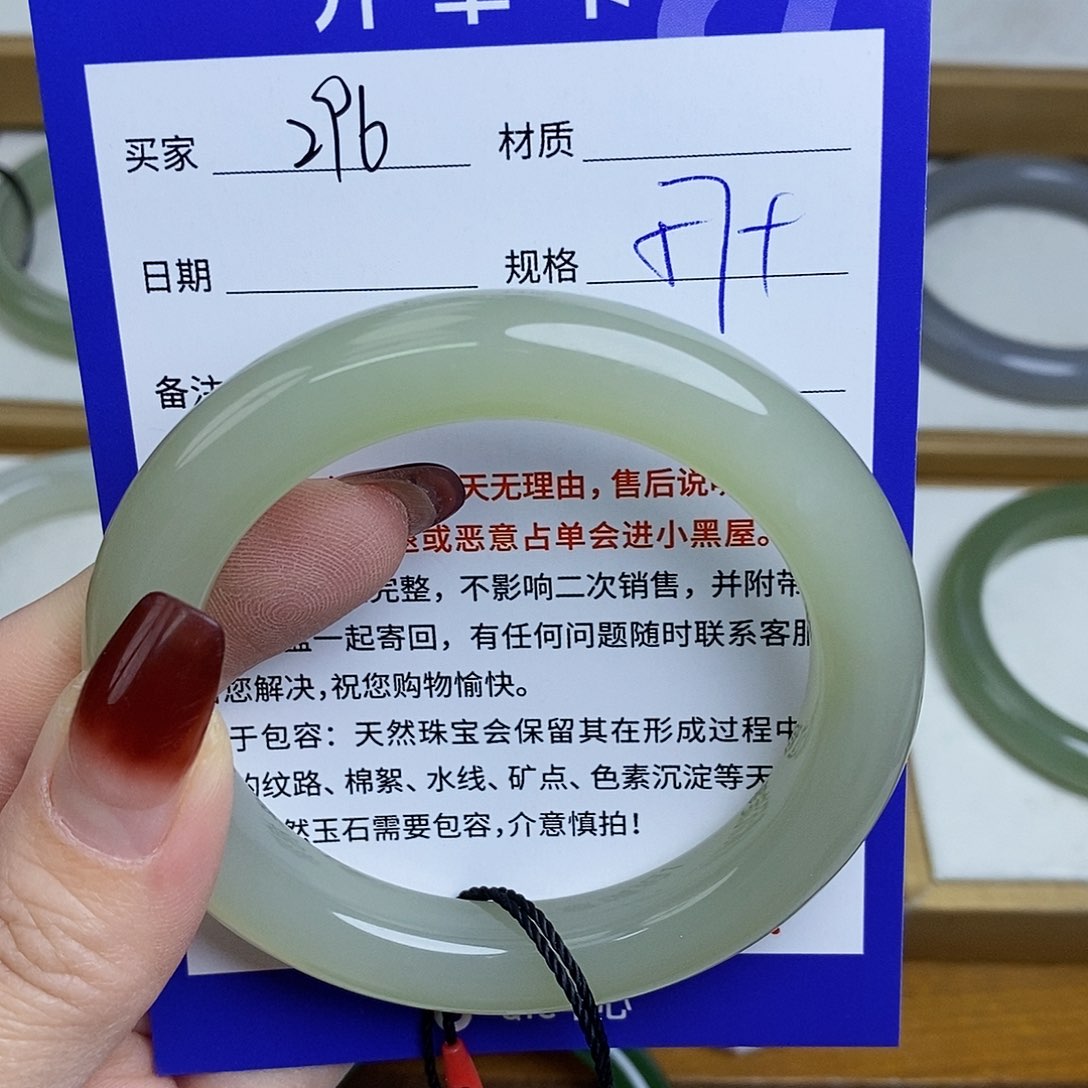 买家 296 材质
日期 规格 57+
备注
天无理由，售后说明
退或恶意占单会进小黑屋。
完整，不影响二次销售，并附带
盒一起寄回，有任何问题随时联系客服
您解决，祝您购物愉快。
于包容：天然珠宝会保留其在形成过程中
的纹路、棉絮、水线、矿点、色素沉淀等天
然玉石需要包容，介意慎拍！